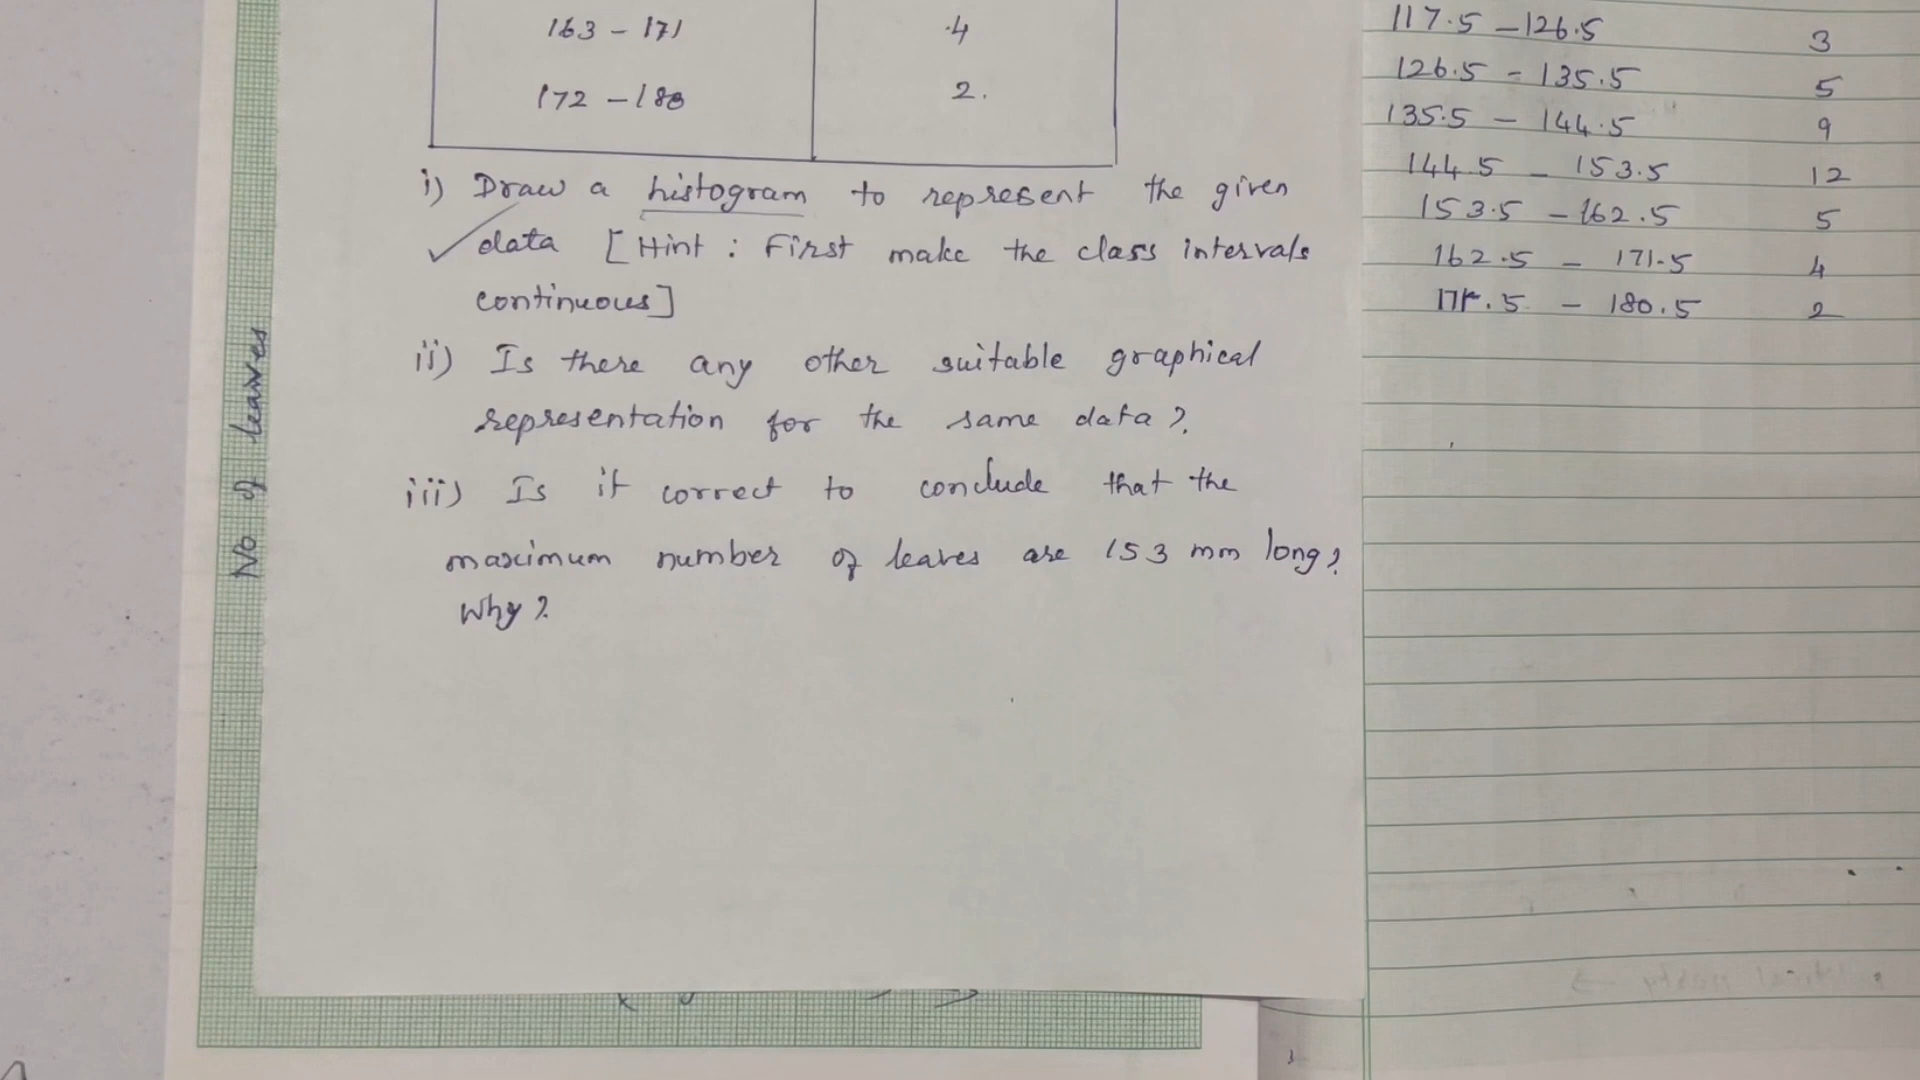 163 - 171 4
172 - 180 2.
i) Draw a histogram to represent the given
data [Hint : First make the class intervals
continuous]
ii) Is there any other suitable graphical
representation for the same data?
iii) Is it correct to conclude that the
maximum number of leaves are 153 mm long?
Why?
No. of leaves
117.5 - 126.5 3
126.5 - 135.5 5
135.5 - 144.5 9
144.5 - 153.5 12
153.5 - 162.5 5
162.5 - 171.5 4
171.5 - 180.5 2